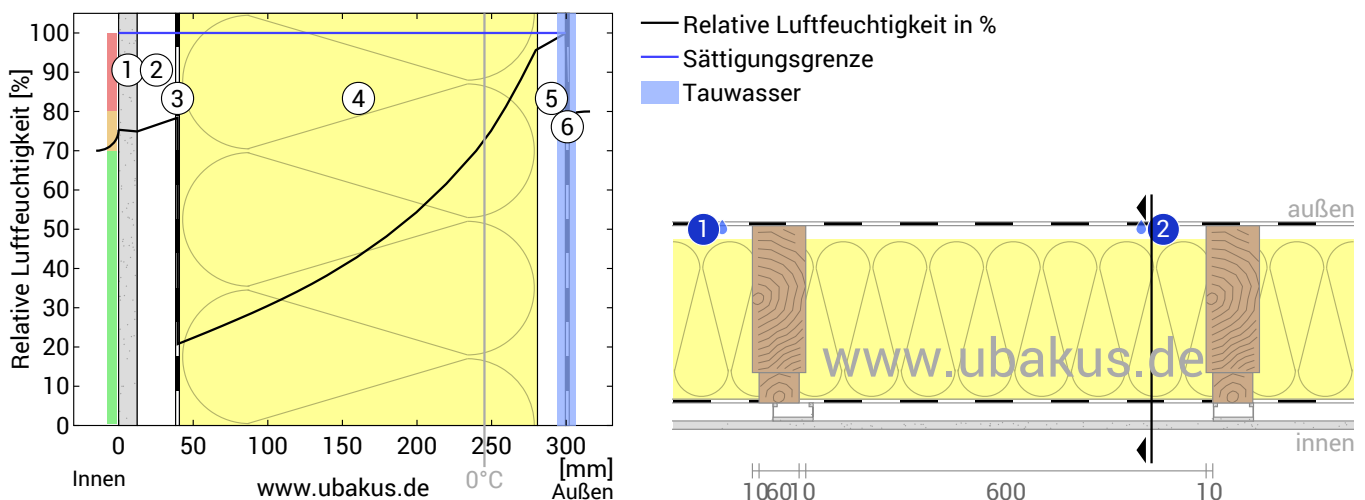 Relative Luftfeuchtigkeit [%]
100
90
80
70
60
50
40
30
20
10
0
1
2
3
4
5
6
0
50
100
150
200
250
300
[mm]
0°C
Innen
www.ubakus.de
Außen
Relative Luftfeuchtigkeit in %
Sättigungsgrenze
Tauwasser
außen
1
2
www.ubakus.de
innen
10
60
10
600
10